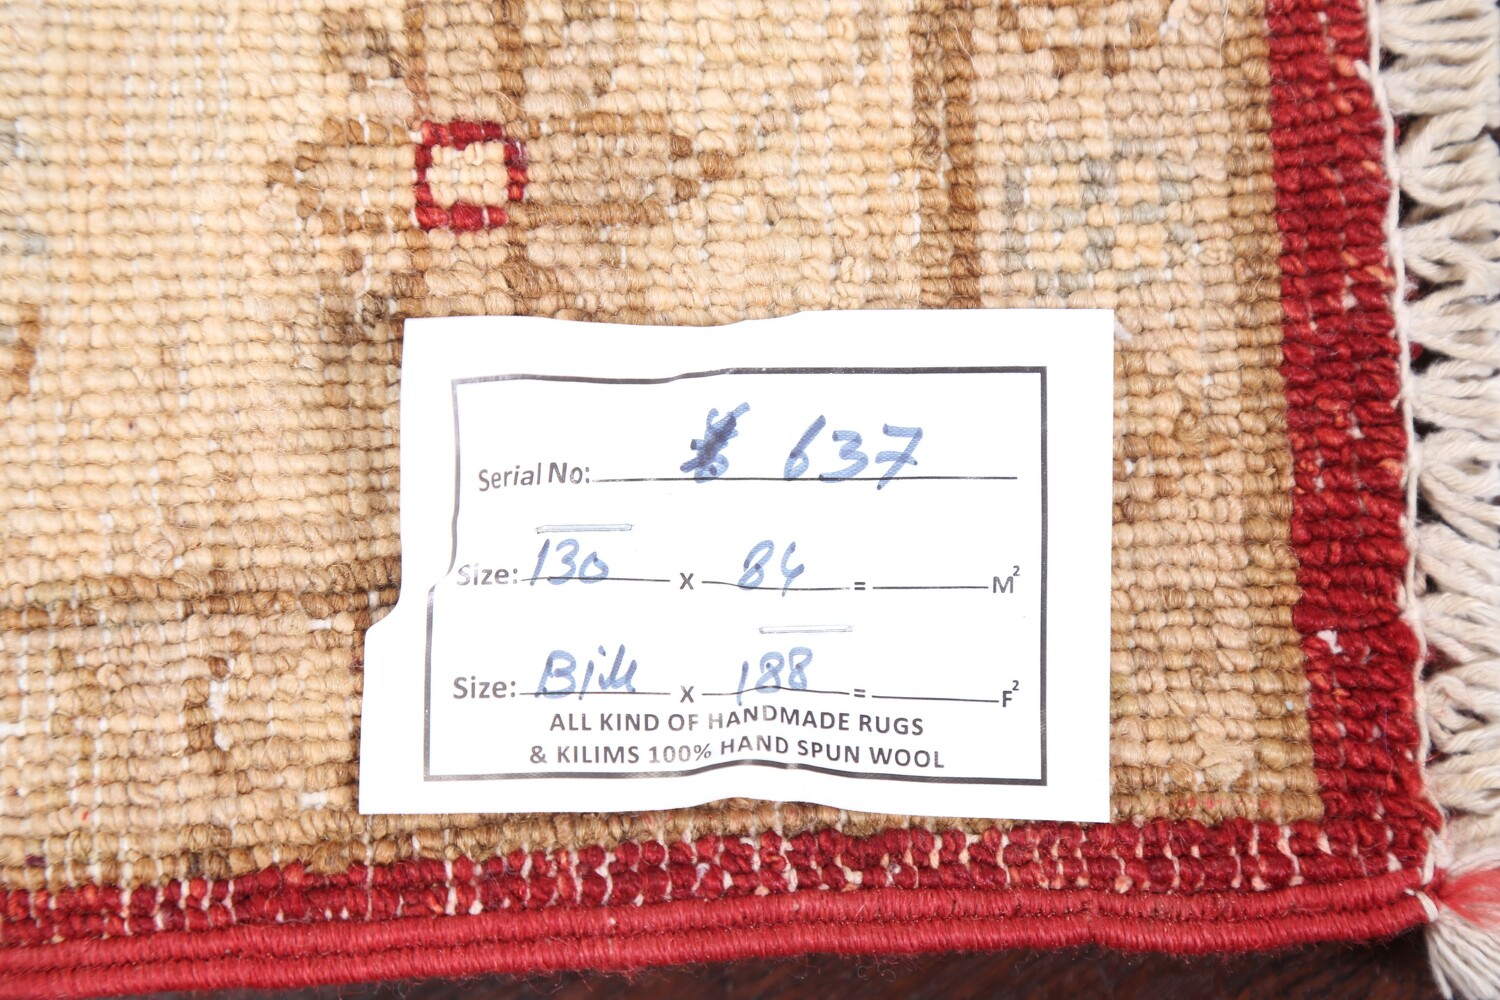 Serial No: 637
Size: 130 x 84 = M²
Size: x 188 = F²
ALL KIND OF HANDMADE RUGS
& KILIMS 100% HAND SPUN WOOL